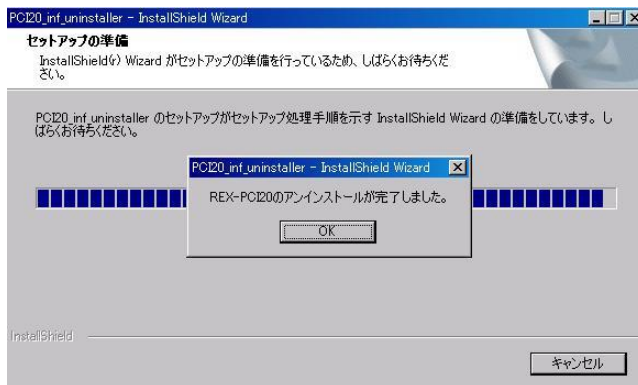 PCI20_inf_uninstaller - InstallShield Wizard
セットアップの準備
InstallShield(r) Wizard がセットアップの準備を行っているため、しばらくお待ちくだ
さい。
PCI20_inf_uninstaller のセットアップがセットアップ処理手順を示す InstallShield Wizard の準備をしています。し
ばらくお待ちください。
PCI20_inf_uninstaller - InstallShield Wizard
REX-PCI20のアンインストールが完了しました。
OK
InstallShield
キャンセル